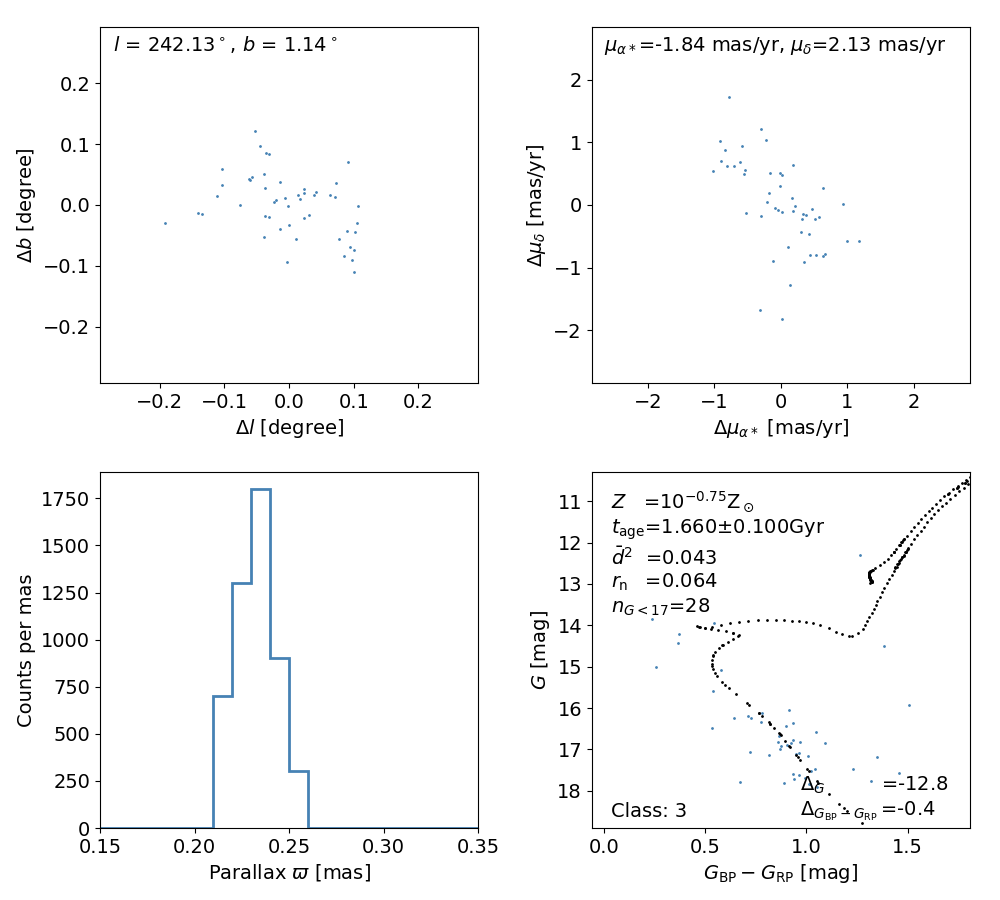 l = 242.13°, b = 1.14°
0.2
0.1
0.0
−0.1
−0.2
Δb [degree]
−0.2 −0.1 0.0 0.1 0.2
Δl [degree]
μα*=-1.84 mas/yr, μδ=2.13 mas/yr
2
1
0
−1
−2
Δμδ [mas/yr]
−2 −1 0 1 2
Δμα* [mas/yr]
1750
1500
1250
1000
750
500
250
0
Counts per mas
0.15 0.20 0.25 0.30 0.35
Parallax ϖ [mas]
Z =10^−0.75 Z⊙
t_age=1.660±0.100Gyr
d̄² =0.043
r_n =0.064
n_G<17=28
11
12
13
14
15
16
17
18
G [mag]
Δ_G =-12.8
Class: 3
Δ_GBP−GRP =-0.4
0.0 0.5 1.0 1.5
G_BP − G_RP [mag]